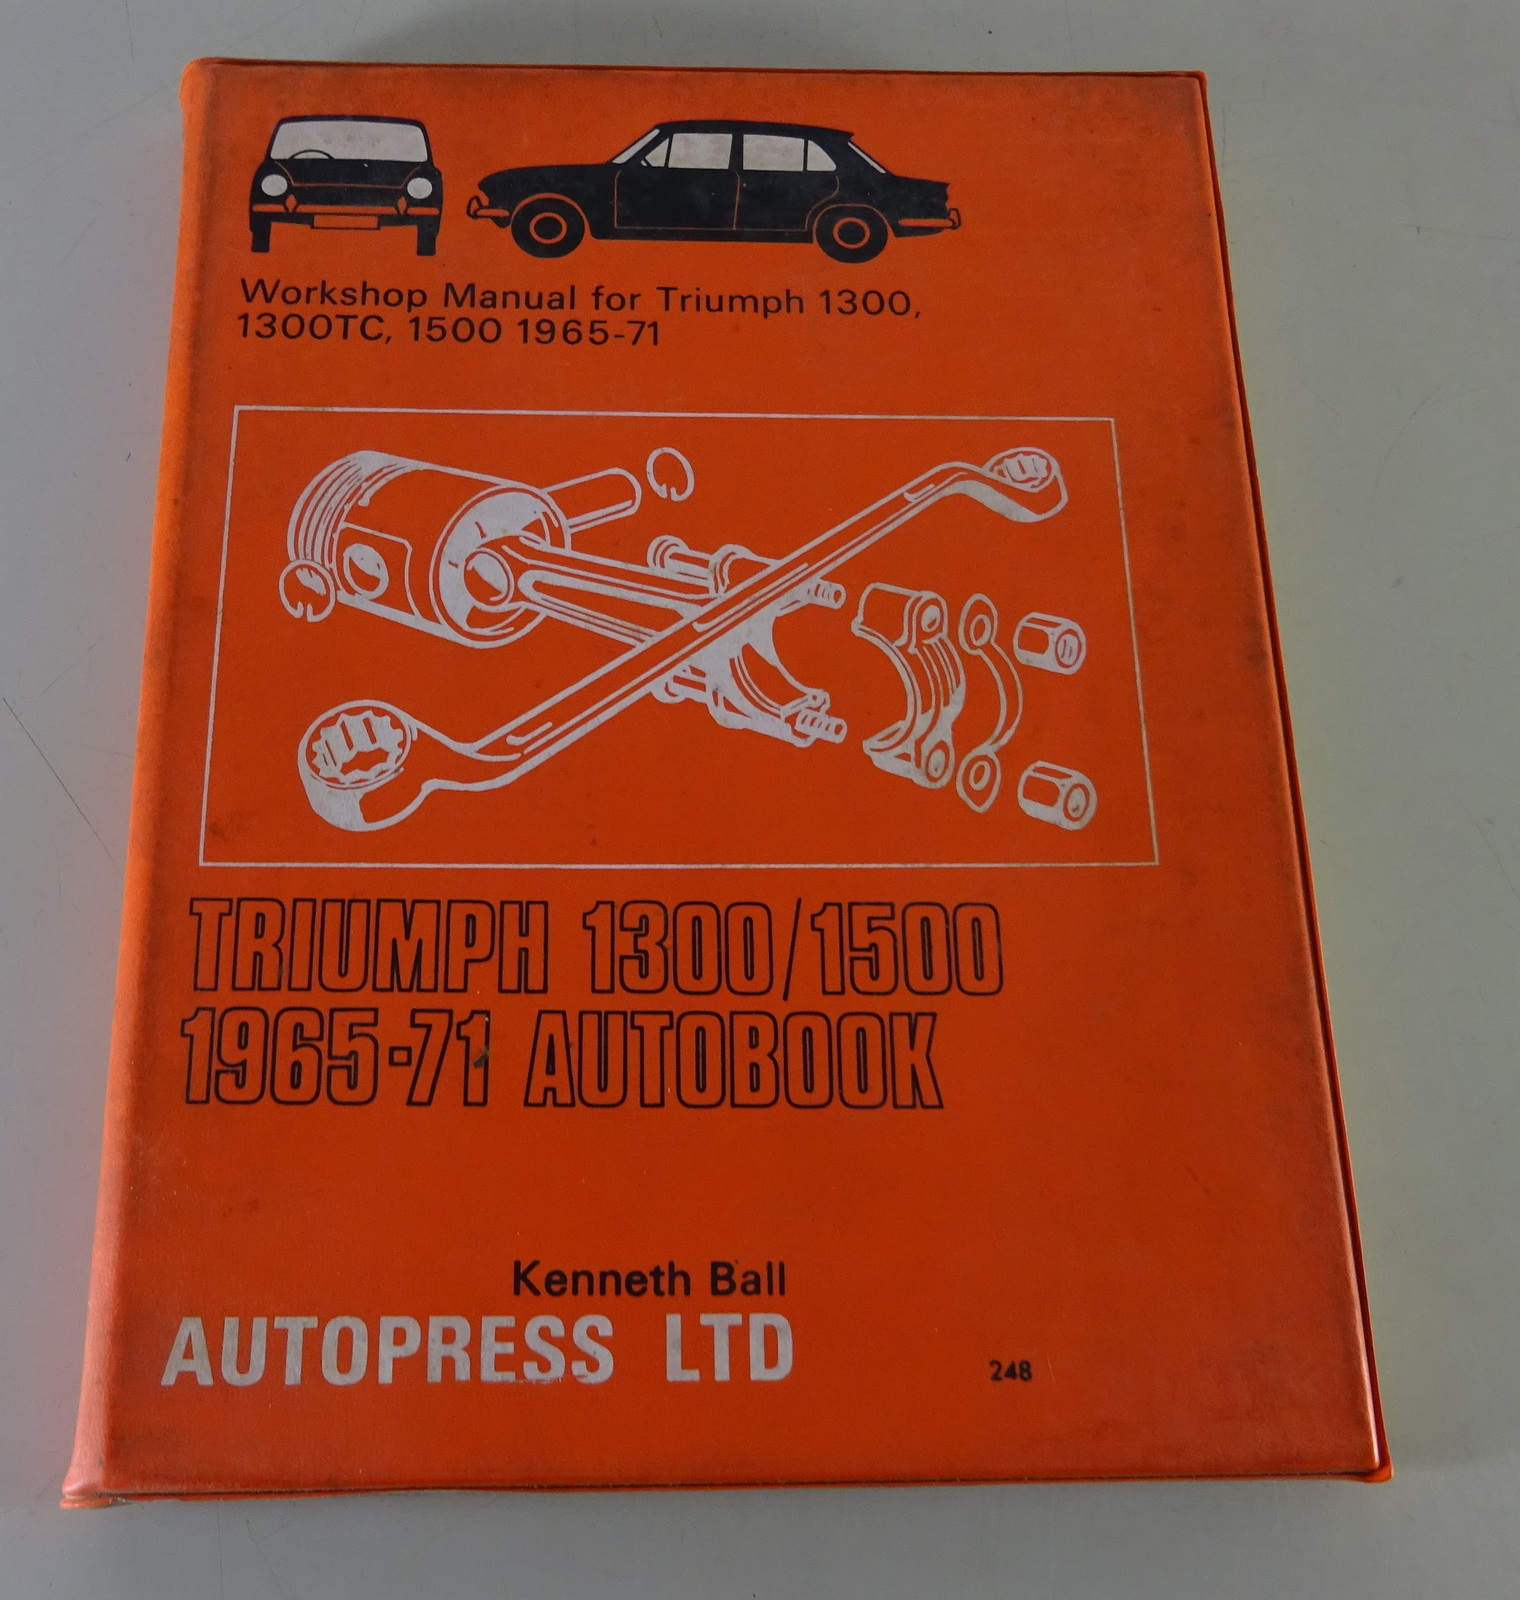 Workshop Manual for Triumph 1300,
1300TC, 1500 1965-71
TRIUMPH 1300/1500
1965-71 AUTOBOOK
Kenneth Ball
AUTOPRESS LTD
248